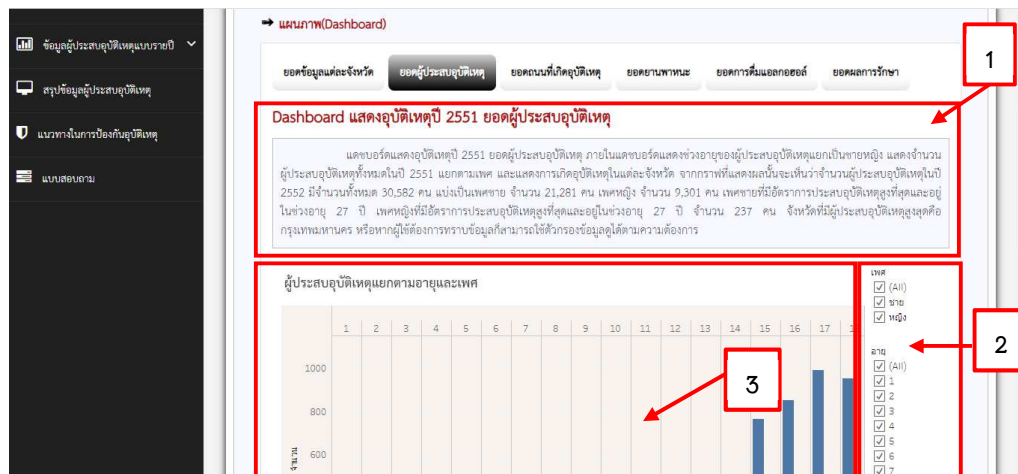 ➡ แผนภาพ(Dashboard)
ข้อมูลผู้ประสบอุบัติเหตุแบบรายปี
สรุปข้อมูลผู้ประสบอุบัติเหตุ
แนวทางในการป้องกันอุบัติเหตุ
แบบสอบถาม
ยอดข้อมูลแต่ละจังหวัด ยอดผู้ประสบอุบัติเหตุ ยอดถนนที่เกิดอุบัติเหตุ ยอดยานพาหนะ ยอดการดื่มแอลกอฮอล์ ยอดผลการรักษา
1
Dashboard แสดงอุบัติเหตุปี 2551 ยอดผู้ประสบอุบัติเหตุ
แดชบอร์ดแสดงอุบัติเหตุปี 2551 ยอดผู้ประสบอุบัติเหตุ ภายในแดชบอร์ดแสดงช่วงอายุของผู้ประสบอุบัติเหตุแยกเป็นชายหญิง แสดงจำนวน
ผู้ประสบอุบัติเหตุทั้งหมดในปี 2551 แยกตามเพศ และแสดงการเกิดอุบัติเหตุในแต่ละจังหวัด จากกราฟที่แสดงผลนั้นจะเห็นว่าจำนวนผู้ประสบอุบัติเหตุในปี
2552 มีจำนวนทั้งหมด 30,582 คน แบ่งเป็นเพศชาย จำนวน 21,281 คน เพศหญิง จำนวน 9,301 คน เพศชายที่มีอัตราการประสบอุบัติเหตุสูงที่สุดและอยู่
ในช่วงอายุ 27 ปี เพศหญิงที่มีอัตราการประสบอุบัติเหตุสูงที่สุดและอยู่ในช่วงอายุ 27 ปี จำนวน 237 คน จังหวัดที่มีผู้ประสบอุบัติเหตุสูงสุดคือ
กรุงเทพมหานคร หรือหากผู้ใช้ต้องการทราบข้อมูลก็สามารถใช้ตัวกรองข้อมูลดูได้ตามความต้องการ
ผู้ประสบอุบัติเหตุแยกตามอายุและเพศ
1 2 3 4 5 6 7 8 9 10 11 12 13 14 15 16 17
1000
800
600
จำนวน
3
เพศ
(All)
ชาย
หญิง
อายุ
(All)
1
2
3
4
5
6
7
2